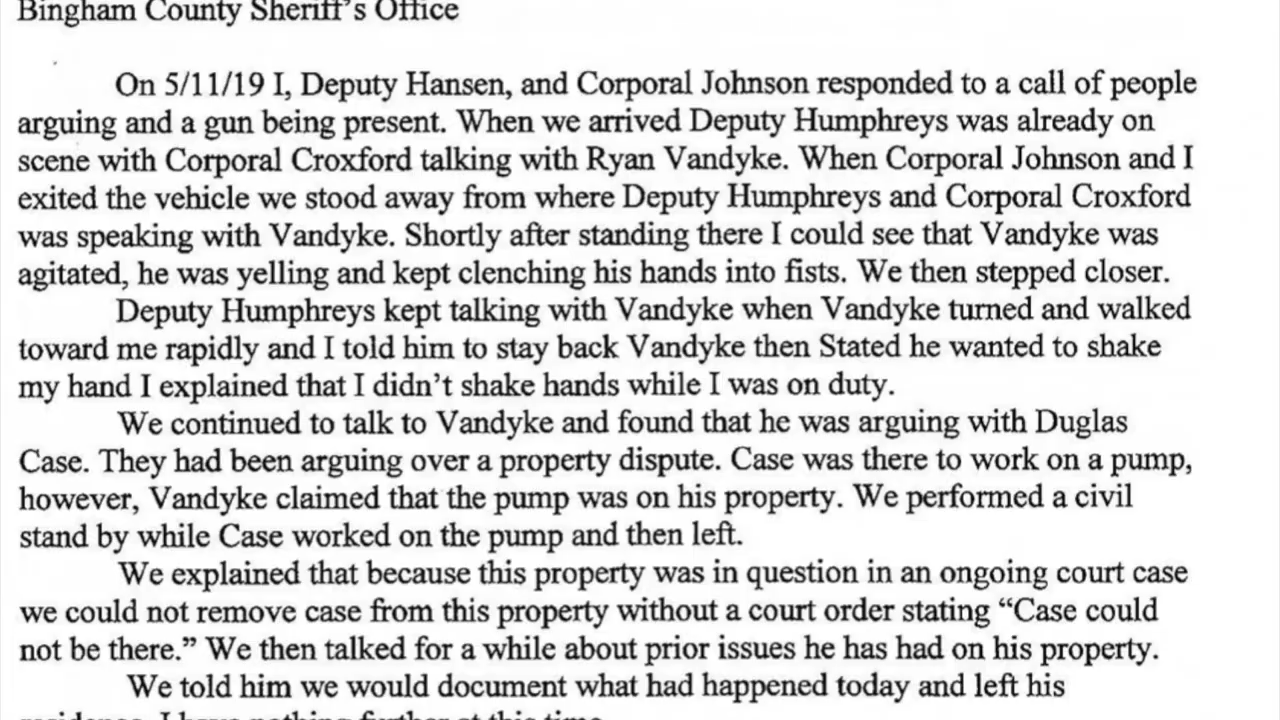 Bingham County Sheriff's Office
On 5/11/19 I, Deputy Hansen, and Corporal Johnson responded to a call of people
arguing and a gun being present. When we arrived Deputy Humphreys was already on
scene with Corporal Croxford talking with Ryan Vandyke. When Corporal Johnson and I
exited the vehicle we stood away from where Deputy Humphreys and Corporal Croxford
was speaking with Vandyke. Shortly after standing there I could see that Vandyke was
agitated, he was yelling and kept clenching his hands into fists. We then stepped closer.
Deputy Humphreys kept talking with Vandyke when Vandyke turned and walked
toward me rapidly and I told him to stay back Vandyke then Stated he wanted to shake
my hand I explained that I didn't shake hands while I was on duty.
We continued to talk to Vandyke and found that he was arguing with Duglas
Case. They had been arguing over a property dispute. Case was there to work on a pump,
however, Vandyke claimed that the pump was on his property. We performed a civil
stand by while Case worked on the pump and then left.
We explained that because this property was in question in an ongoing court case
we could not remove case from this property without a court order stating “Case could
not be there.” We then talked for a while about prior issues he has had on his property.
We told him we would document what had happened today and left his
residence. I have nothing further at this time.